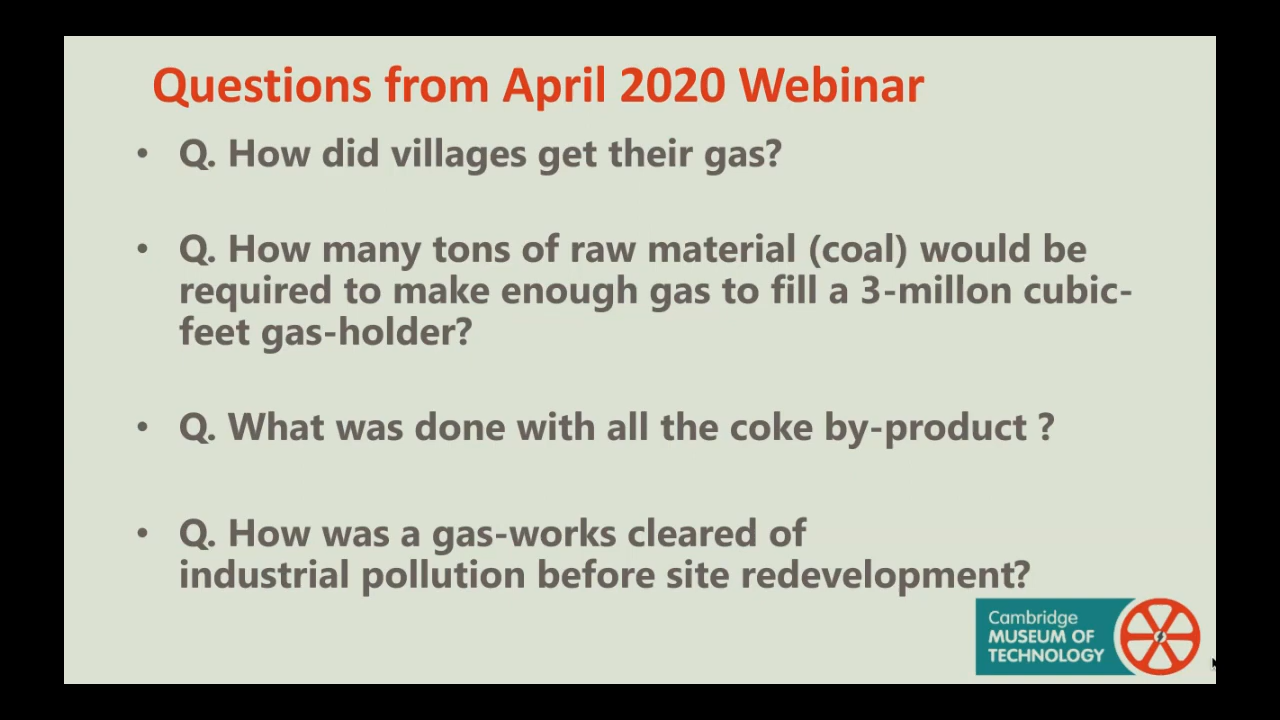 Questions from April 2020 Webinar
• Q. How did villages get their gas?
• Q. How many tons of raw material (coal) would be
required to make enough gas to fill a 3-millon cubic-
feet gas-holder?
• Q. What was done with all the coke by-product ?
• Q. How was a gas-works cleared of
industrial pollution before site redevelopment?
Cambridge
MUSEUM OF
TECHNOLOGY